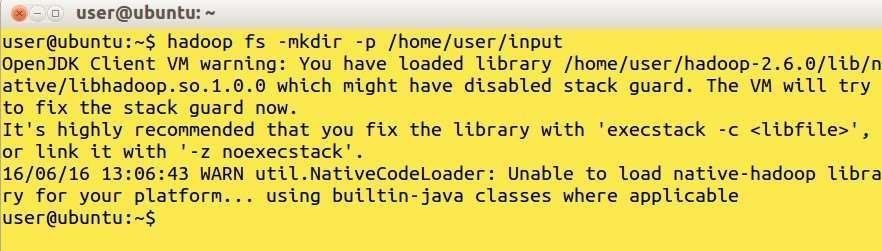 user@ubuntu: ~
user@ubuntu:~$ hadoop fs -mkdir -p /home/user/input
OpenJDK Client VM warning: You have loaded library /home/user/hadoop-2.6.0/lib/n
ative/libhadoop.so.1.0.0 which might have disabled stack guard. The VM will try
to fix the stack guard now.
It's highly recommended that you fix the library with 'execstack -c <libfile>',
or link it with '-z noexecstack'.
16/06/16 13:06:43 WARN util.NativeCodeLoader: Unable to load native-hadoop libra
ry for your platform... using builtin-java classes where applicable
user@ubuntu:~$